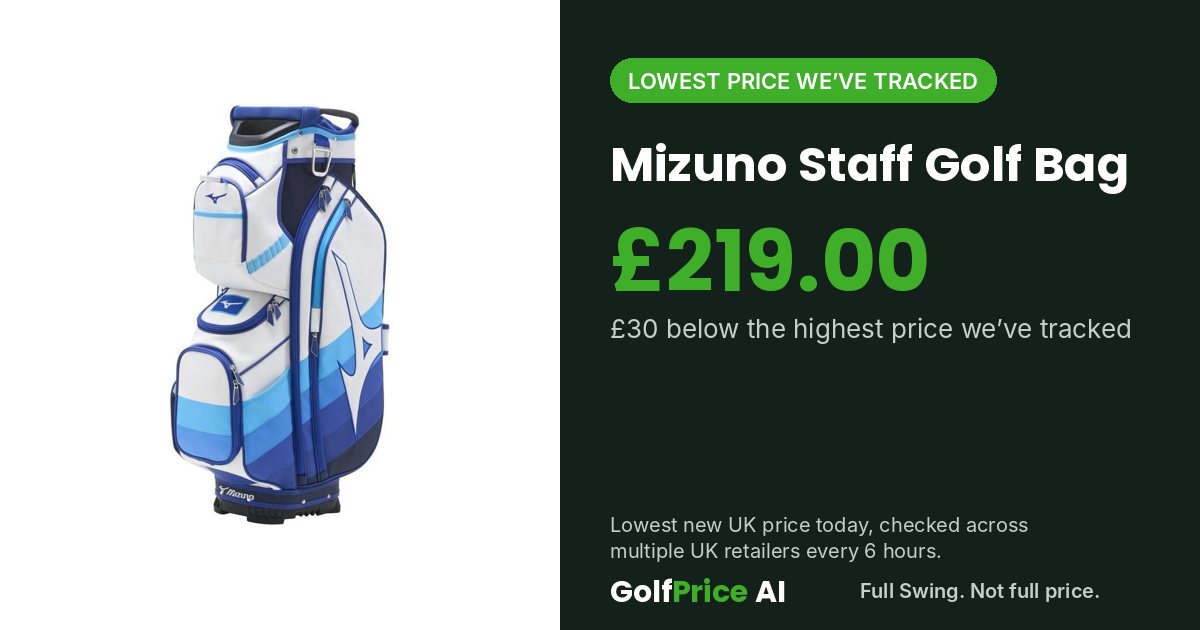 LOWEST PRICE WE’VE TRACKED
Mizuno Staff Golf Bag
£219.00
£30 below the highest price we’ve tracked
Mizuno
Lowest new UK price today, checked across
multiple UK retailers every 6 hours.
GolfPrice AI
Full Swing. Not full price.